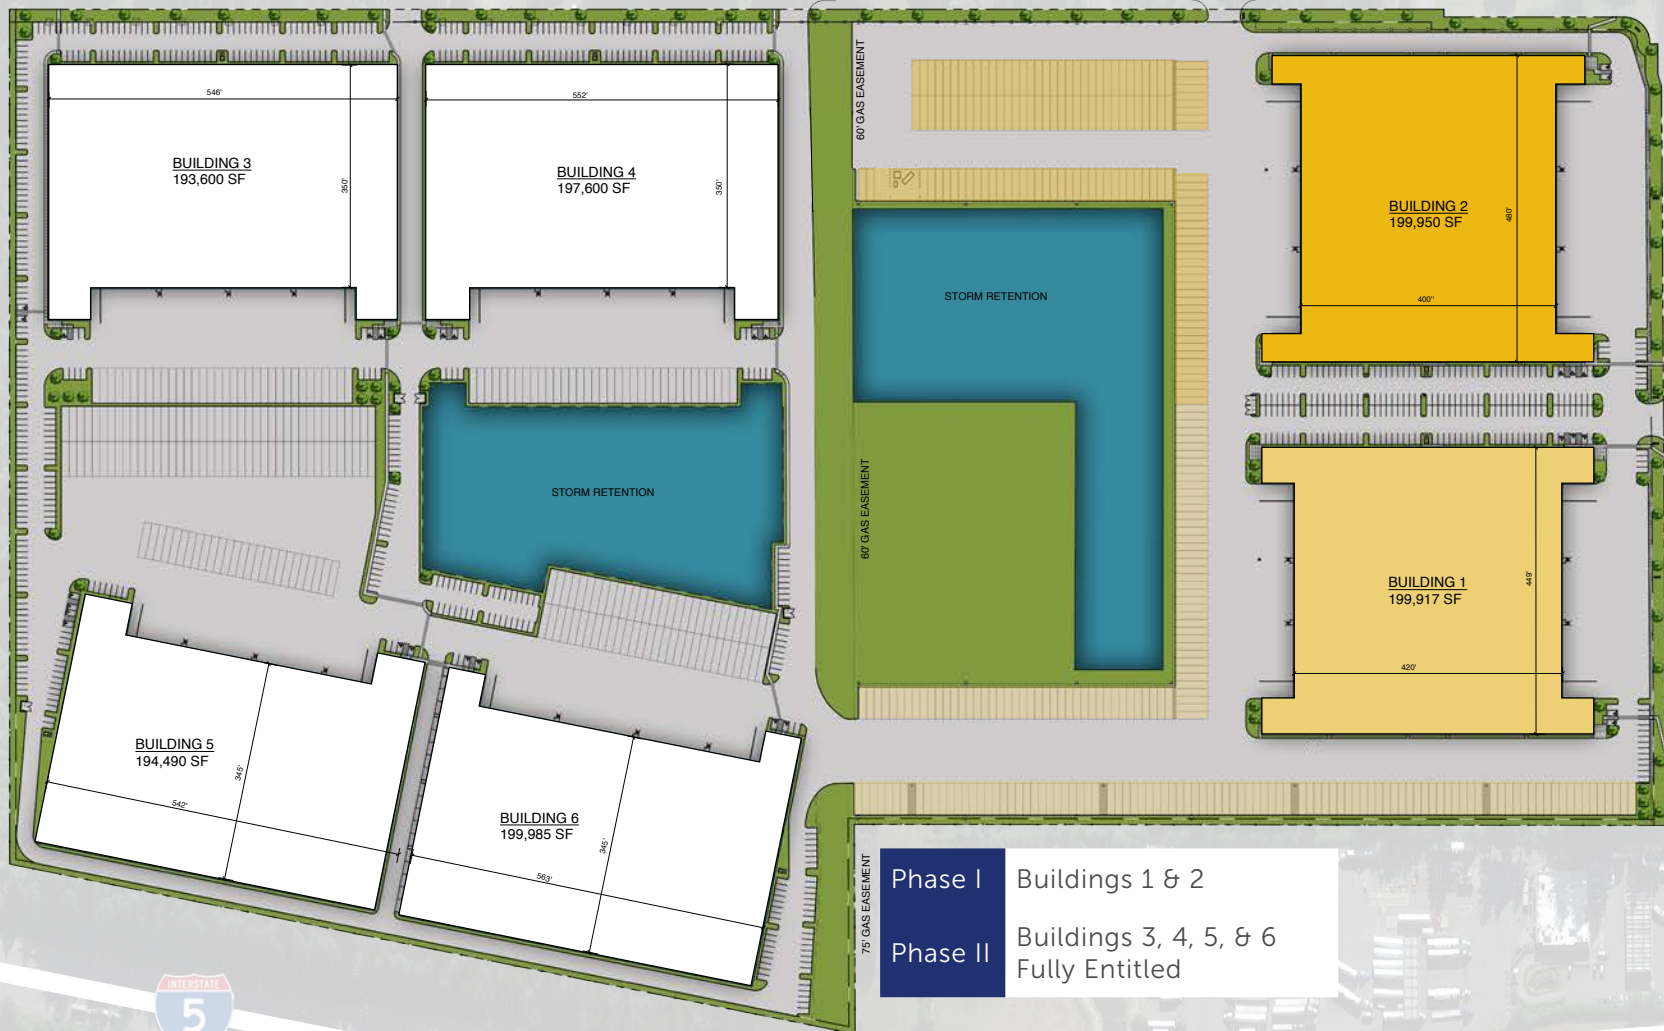 60' GAS EASEMENT
546'
BUILDING 3
193,600 SF
350'
552'
BUILDING 4
197,600 SF
350'
BUILDING 2
199,950 SF
480'
400"
STORM RETENTION
STORM RETENTION
60' GAS EASEMENT
BUILDING 1
199,917 SF
449'
420'
BUILDING 5
194,490 SF
345'
542'
BUILDING 6
199,985 SF
345'
563'
75' GAS EASEMENT
Phase I Buildings 1 & 2
Phase II Buildings 3, 4, 5, & 6
Fully Entitled
INTERSTATE
5